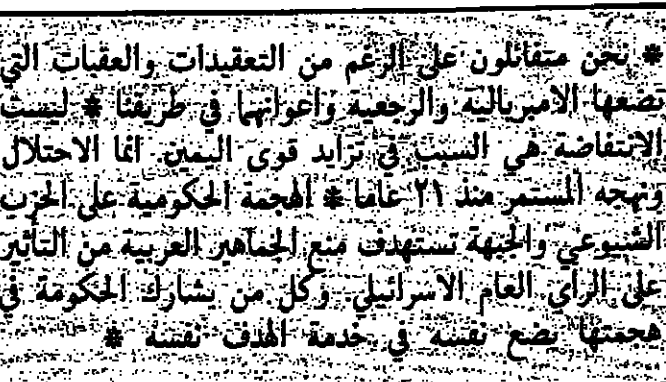 * نحن متفائلون على الرغم من التعقيدات والعقبات التي
تضعها الامبريالية والرجعية واعوانهما في طريقنا * ليست
الانتفاضة هي السبب في تزايد قوى اليمين انما الاحتلال
ونهجه المستمر منذ ٢١ عاما * الهجمة الحكومية على الحزب
الشيوعي والجبهة تستهدف منع الجماهير العربية من التأثير
على الرأي العام الاسرائيلي وكل من يشارك الحكومة في
هجمتها يضع نفسه في خدمة الهدف نفسه *